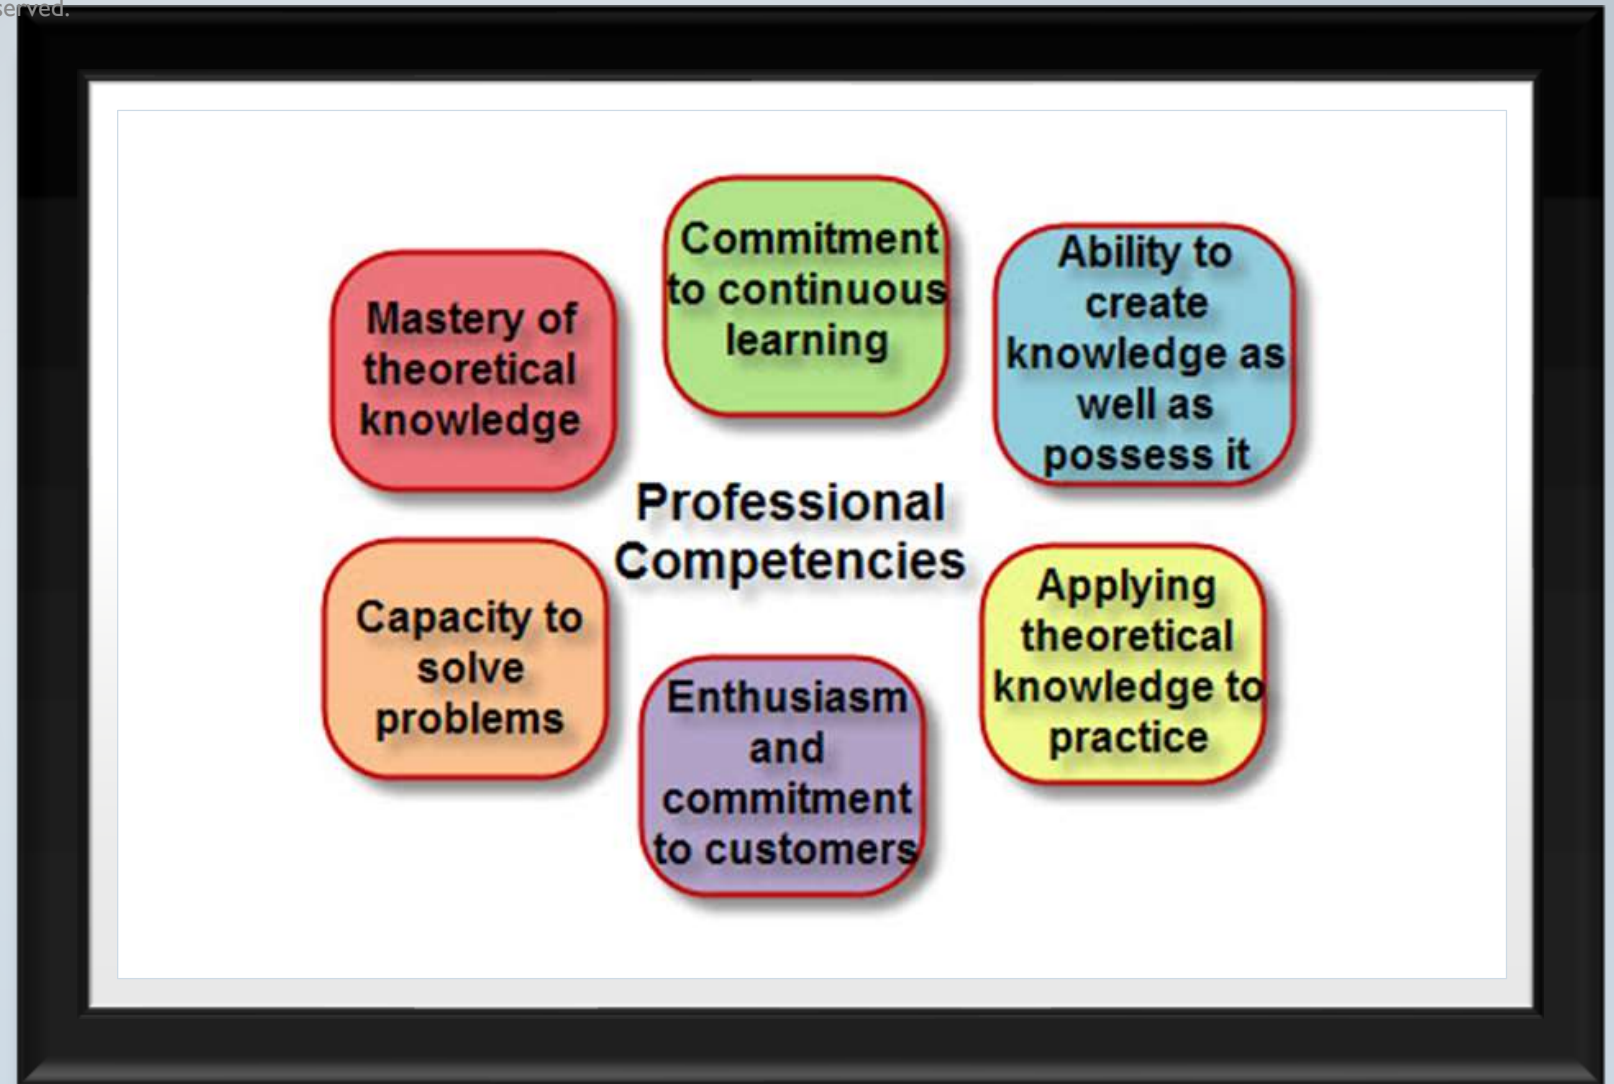 served.
Commitment
to continuous
learning
Ability to
create
knowledge as
well as
possess it
Mastery of
theoretical
knowledge
Professional
Competencies
Capacity to
solve
problems
Applying
theoretical
knowledge to
practice
Enthusiasm
and
commitment
to customers